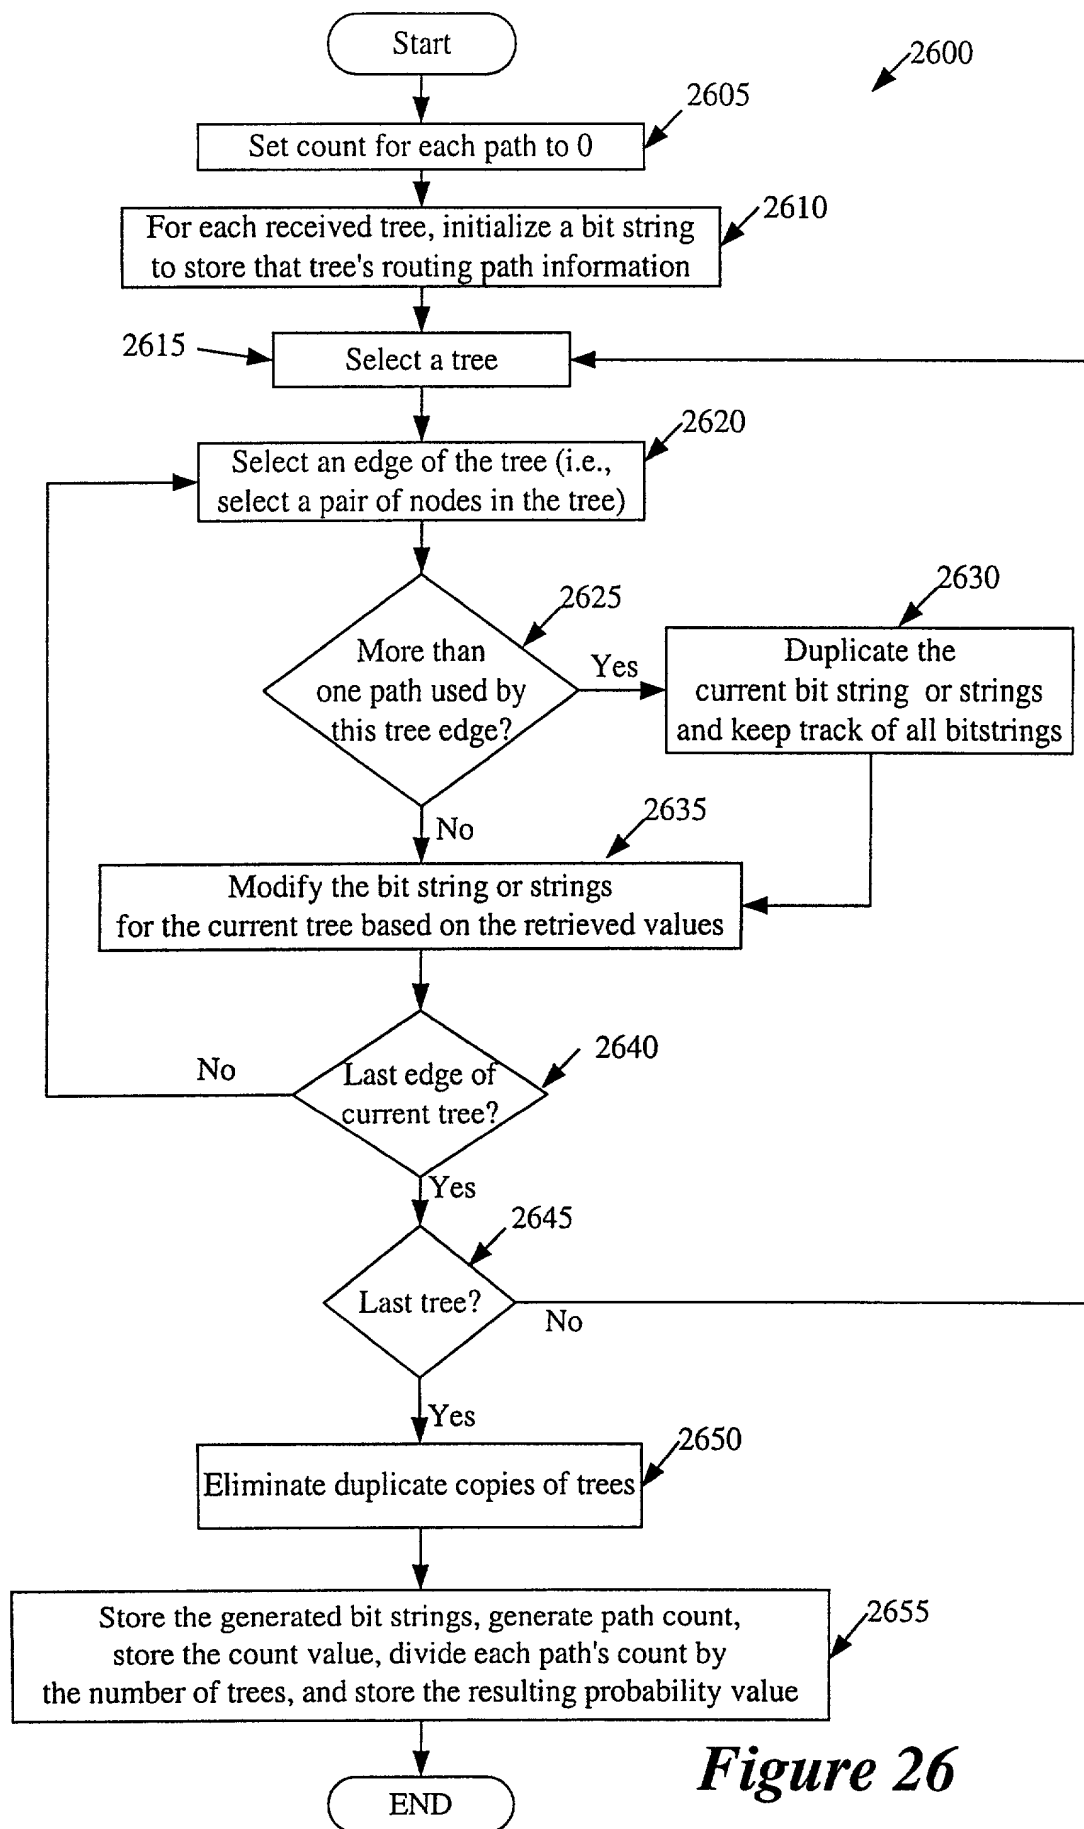 Start
2600
2605
Set count for each path to 0
2610
For each received tree, initialize a bit string
to store that tree's routing path information
2615
Select a tree
2620
Select an edge of the tree (i.e.,
select a pair of nodes in the tree)
2625
2630
More than
one path used by
this tree edge?
Yes
Duplicate the
current bit string or strings
and keep track of all bitstrings
No
2635
Modify the bit string or strings
for the current tree based on the retrieved values
No
2640
Last edge of
current tree?
Yes
2645
Last tree?
No
Yes
2650
Eliminate duplicate copies of trees
2655
Store the generated bit strings, generate path count,
store the count value, divide each path's count by
the number of trees, and store the resulting probability value
Figure 26
END